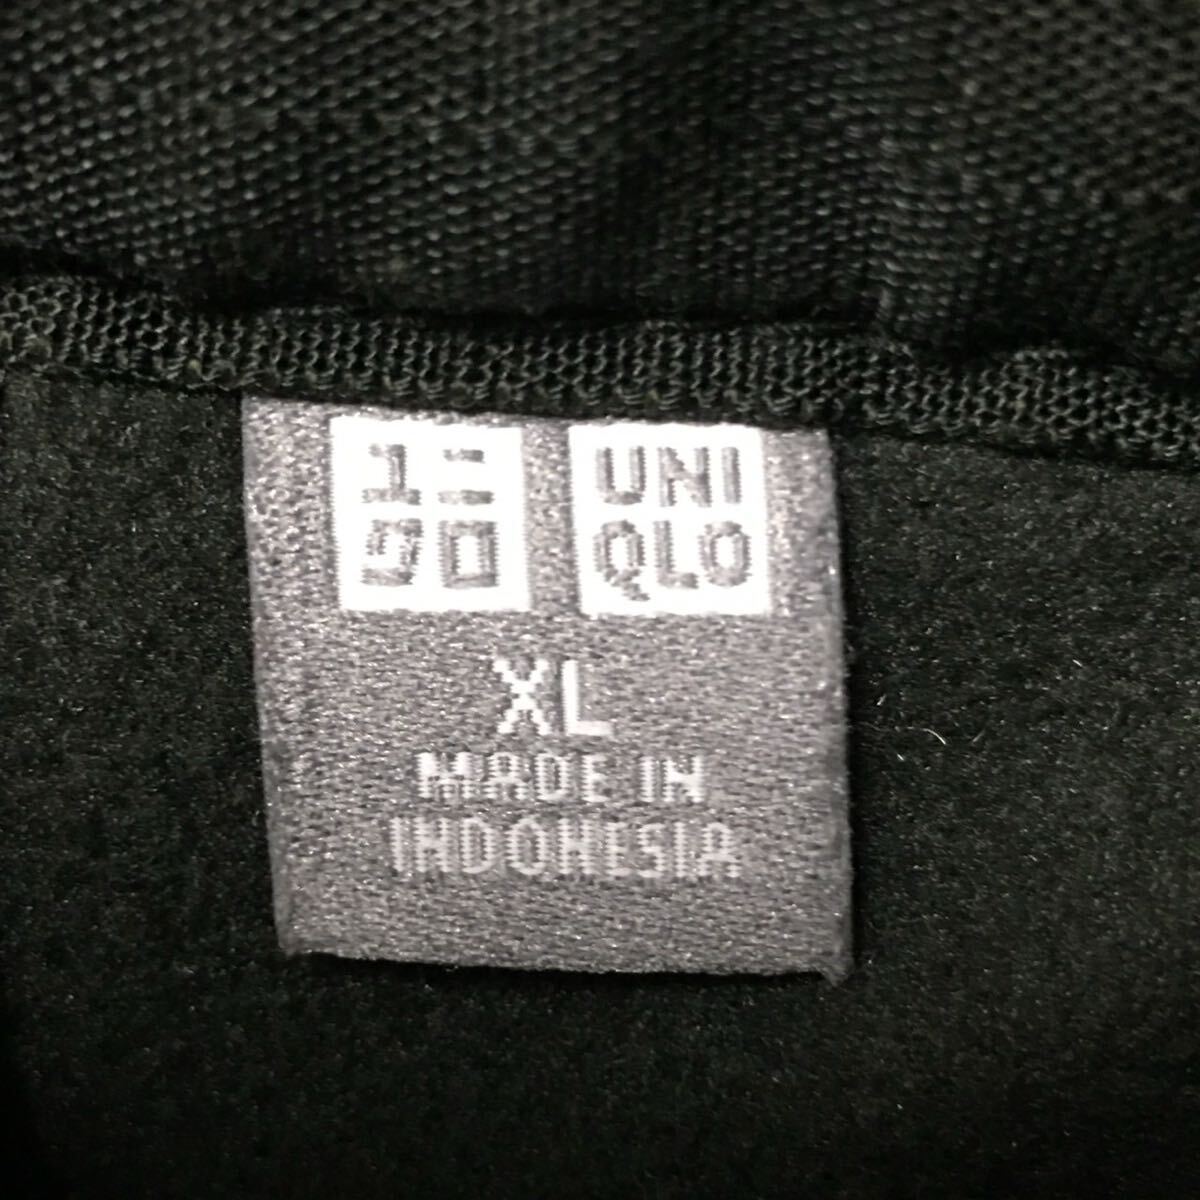 ユニ UNI
クロ QLO
XL
MADE IN
INDONESIA